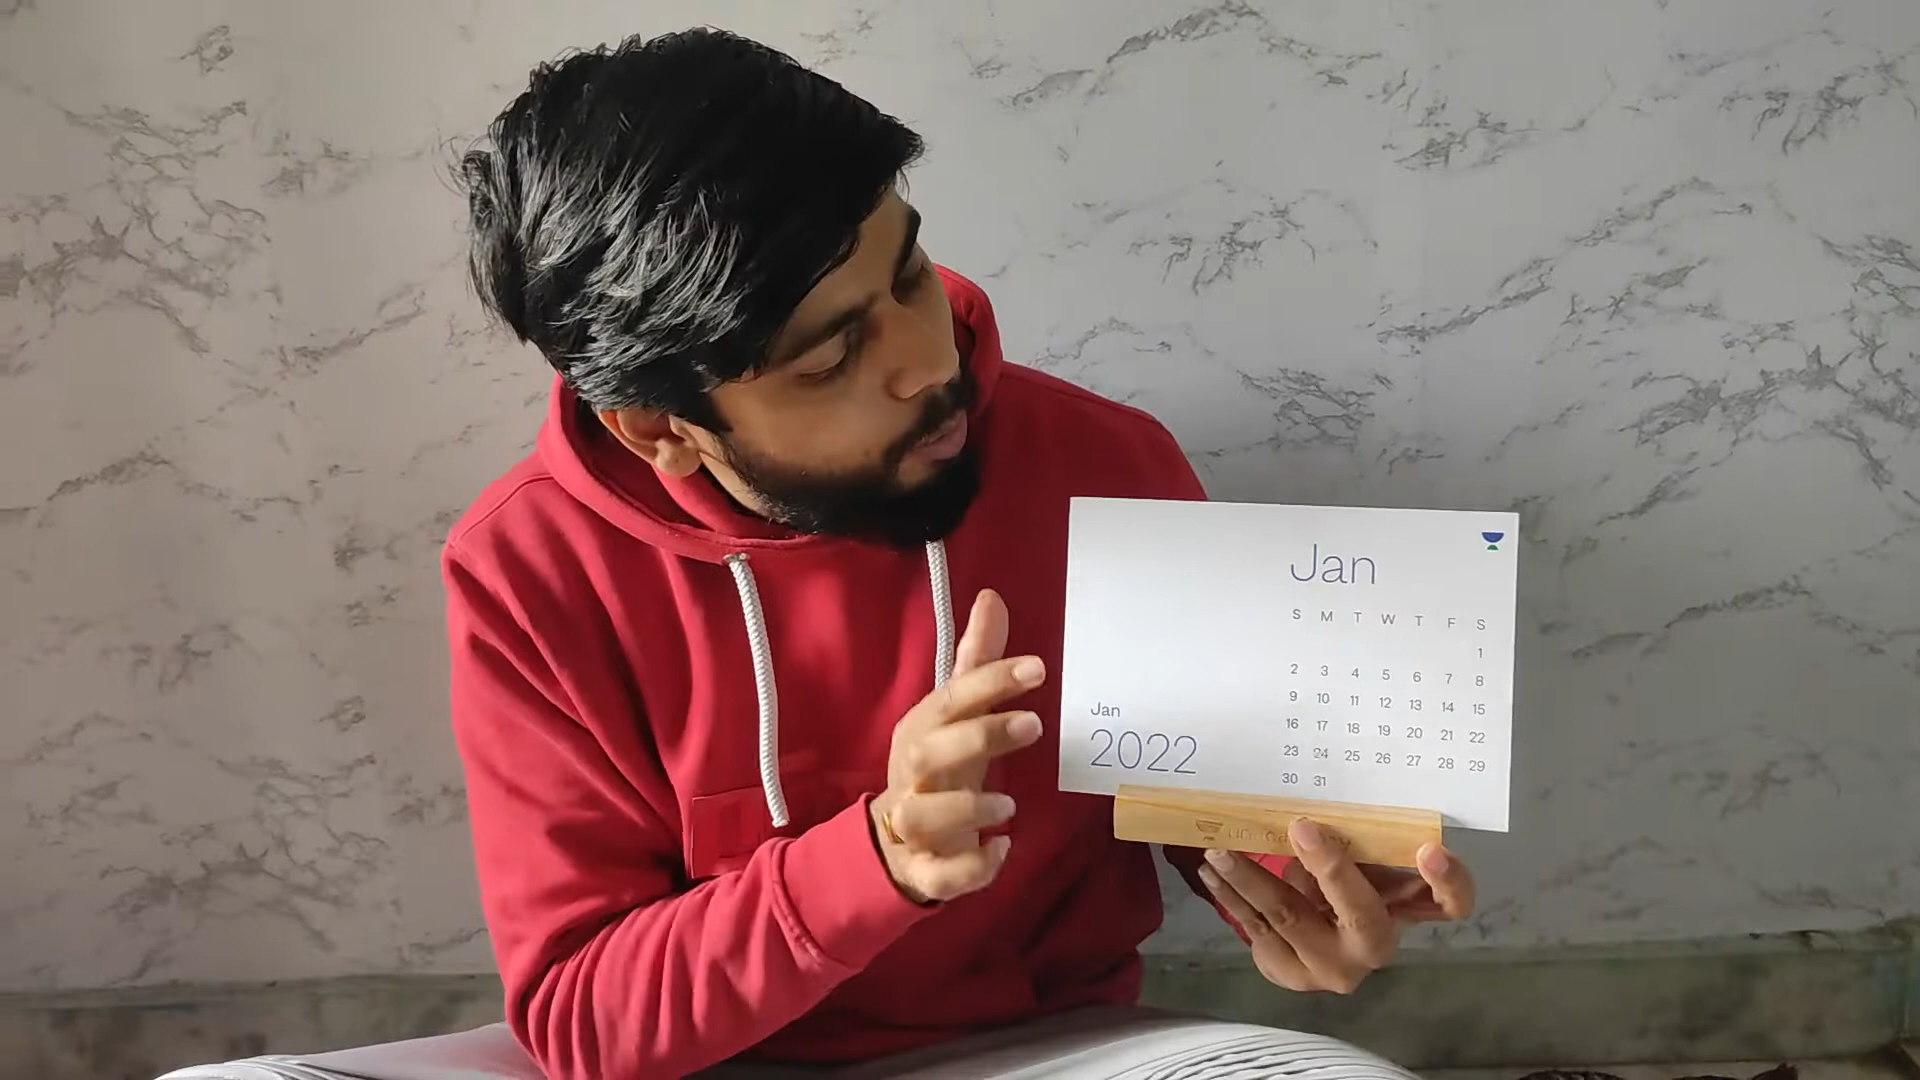 Jan
S M T W T F S
1
2 3 4 5 6 7 8
9 10 11 12 13 14 15
16 17 18 19 20 21 22
23 24 25 26 27 28 29
30 31
Jan
2022